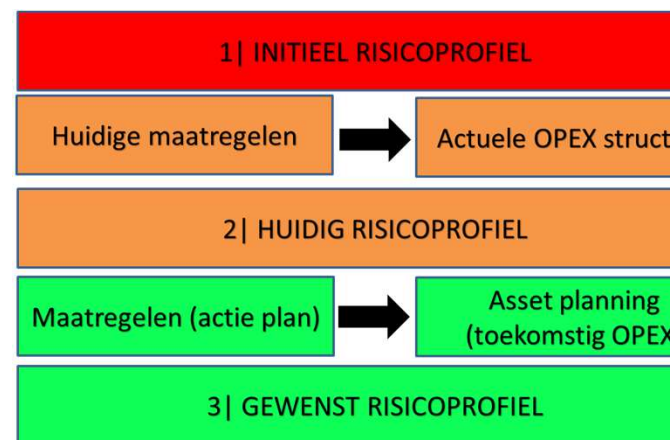 1| INITIEEL RISICOPROFIEL
Huidige maatregelen
Actuele OPEX struct
2| HUIDIG RISICOPROFIEL
Maatregelen (actie plan)
Asset planning
(toekomstig OPEX
3| GEWENST RISICOPROFIEL